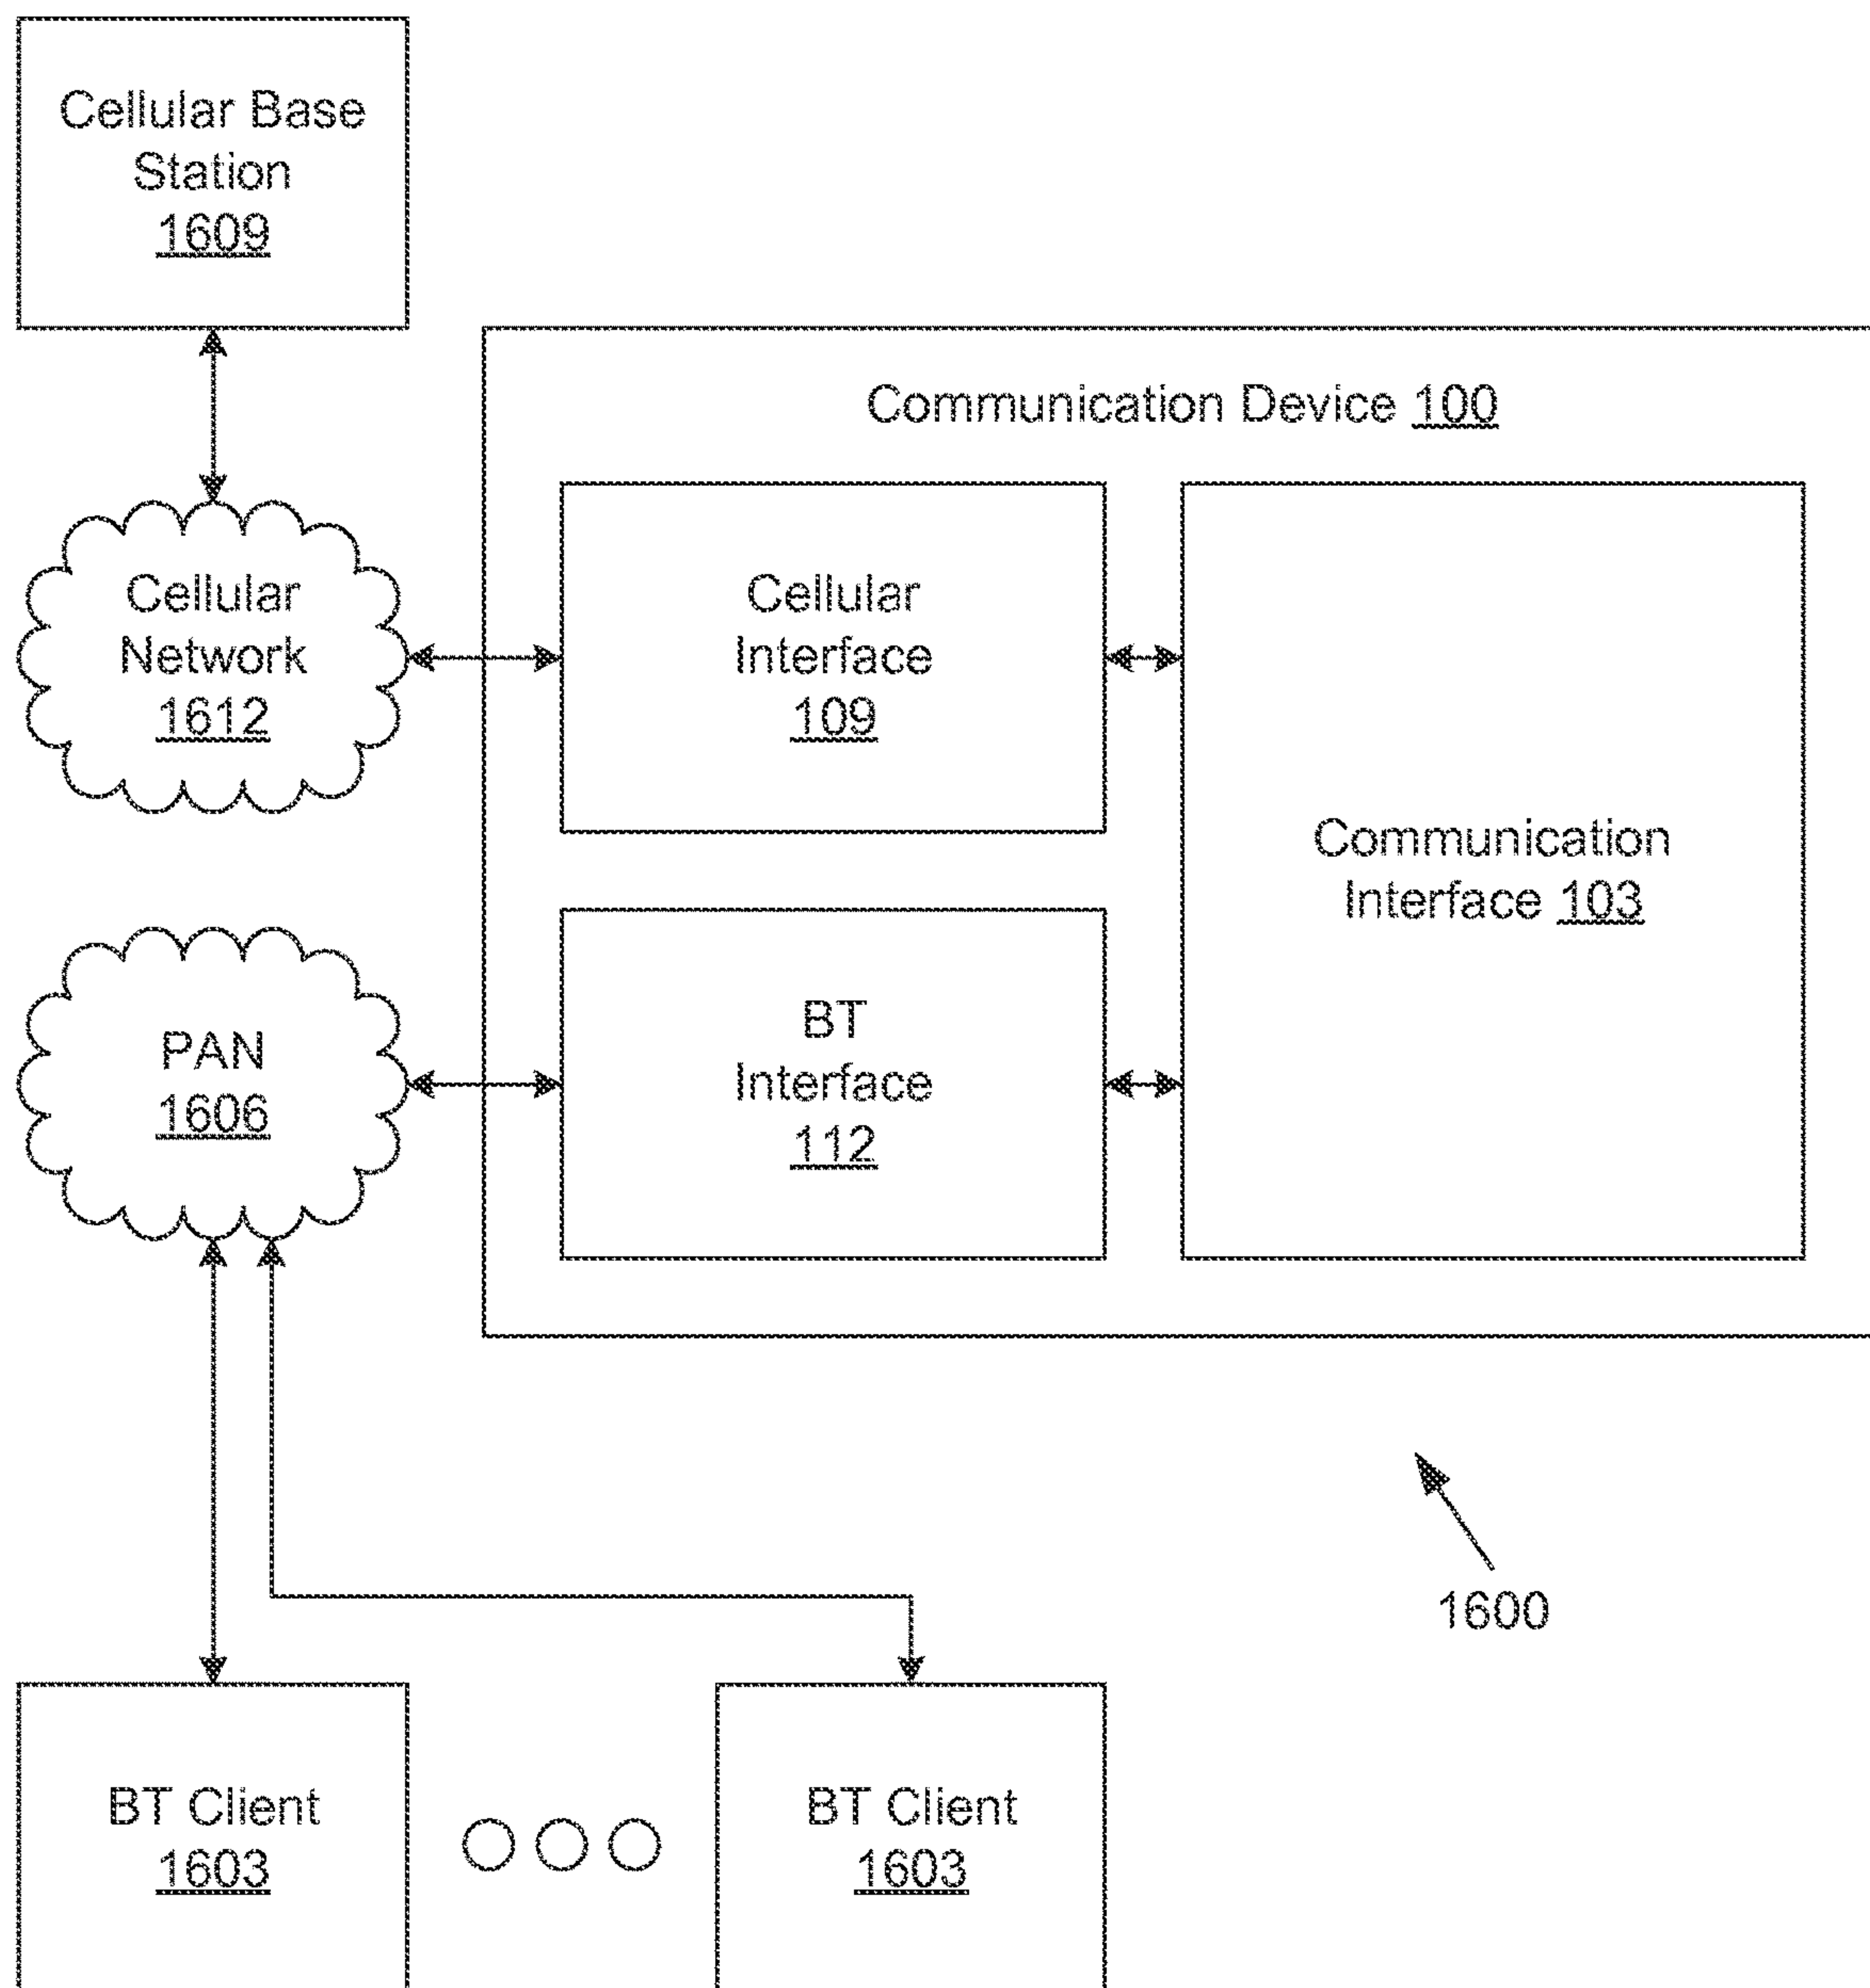 Cellular Base
Station
1609
Communication Device 100
Cellular
Network
1612
Cellular
Interface
109
Communication
Interface 103
PAN
1606
BT
Interface
112
1600
BT Client
1603
BT Client
1603